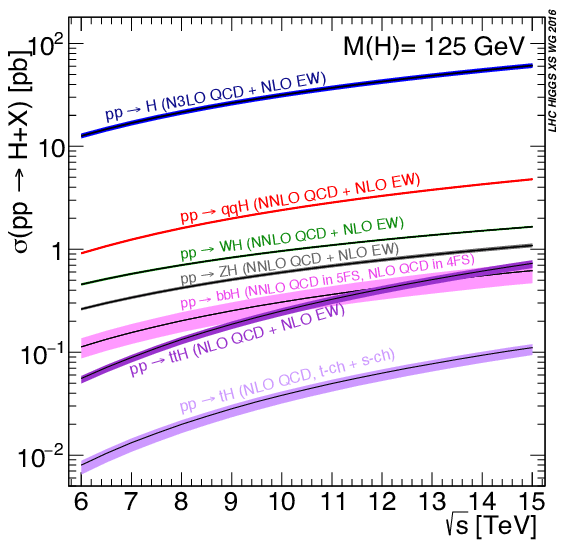 LHC HIGGS XS WG 2016
σ(pp → H+X) [pb]
M(H)= 125 GeV
10²
10
1
10⁻¹
10⁻²
pp → H (N3LO QCD + NLO EW)
pp → qqH (NNLO QCD + NLO EW)
pp → WH (NNLO QCD + NLO EW)
pp → ZH (NNLO QCD + NLO EW)
pp → bbH (NNLO QCD in 5FS, NLO QCD in 4FS)
pp → ttH (NLO QCD + NLO EW)
pp → tH (NLO QCD, t-ch + s-ch)
6 7 8 9 10 11 12 13 14 15
√s [TeV]